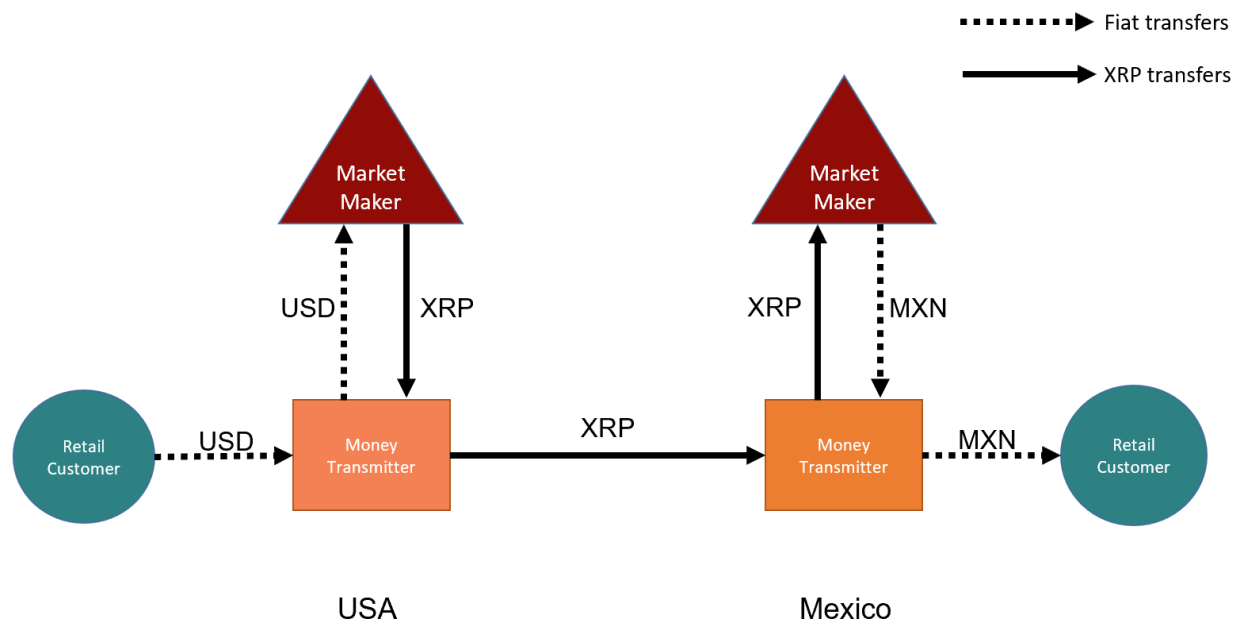 Fiat transfers
XRP transfers
Market
Maker
Market
Maker
USD
XRP
XRP
MXN
Retail
Customer
USD
Money
Transmitter
XRP
Money
Transmitter
MXN
Retail
Customer
USA
Mexico